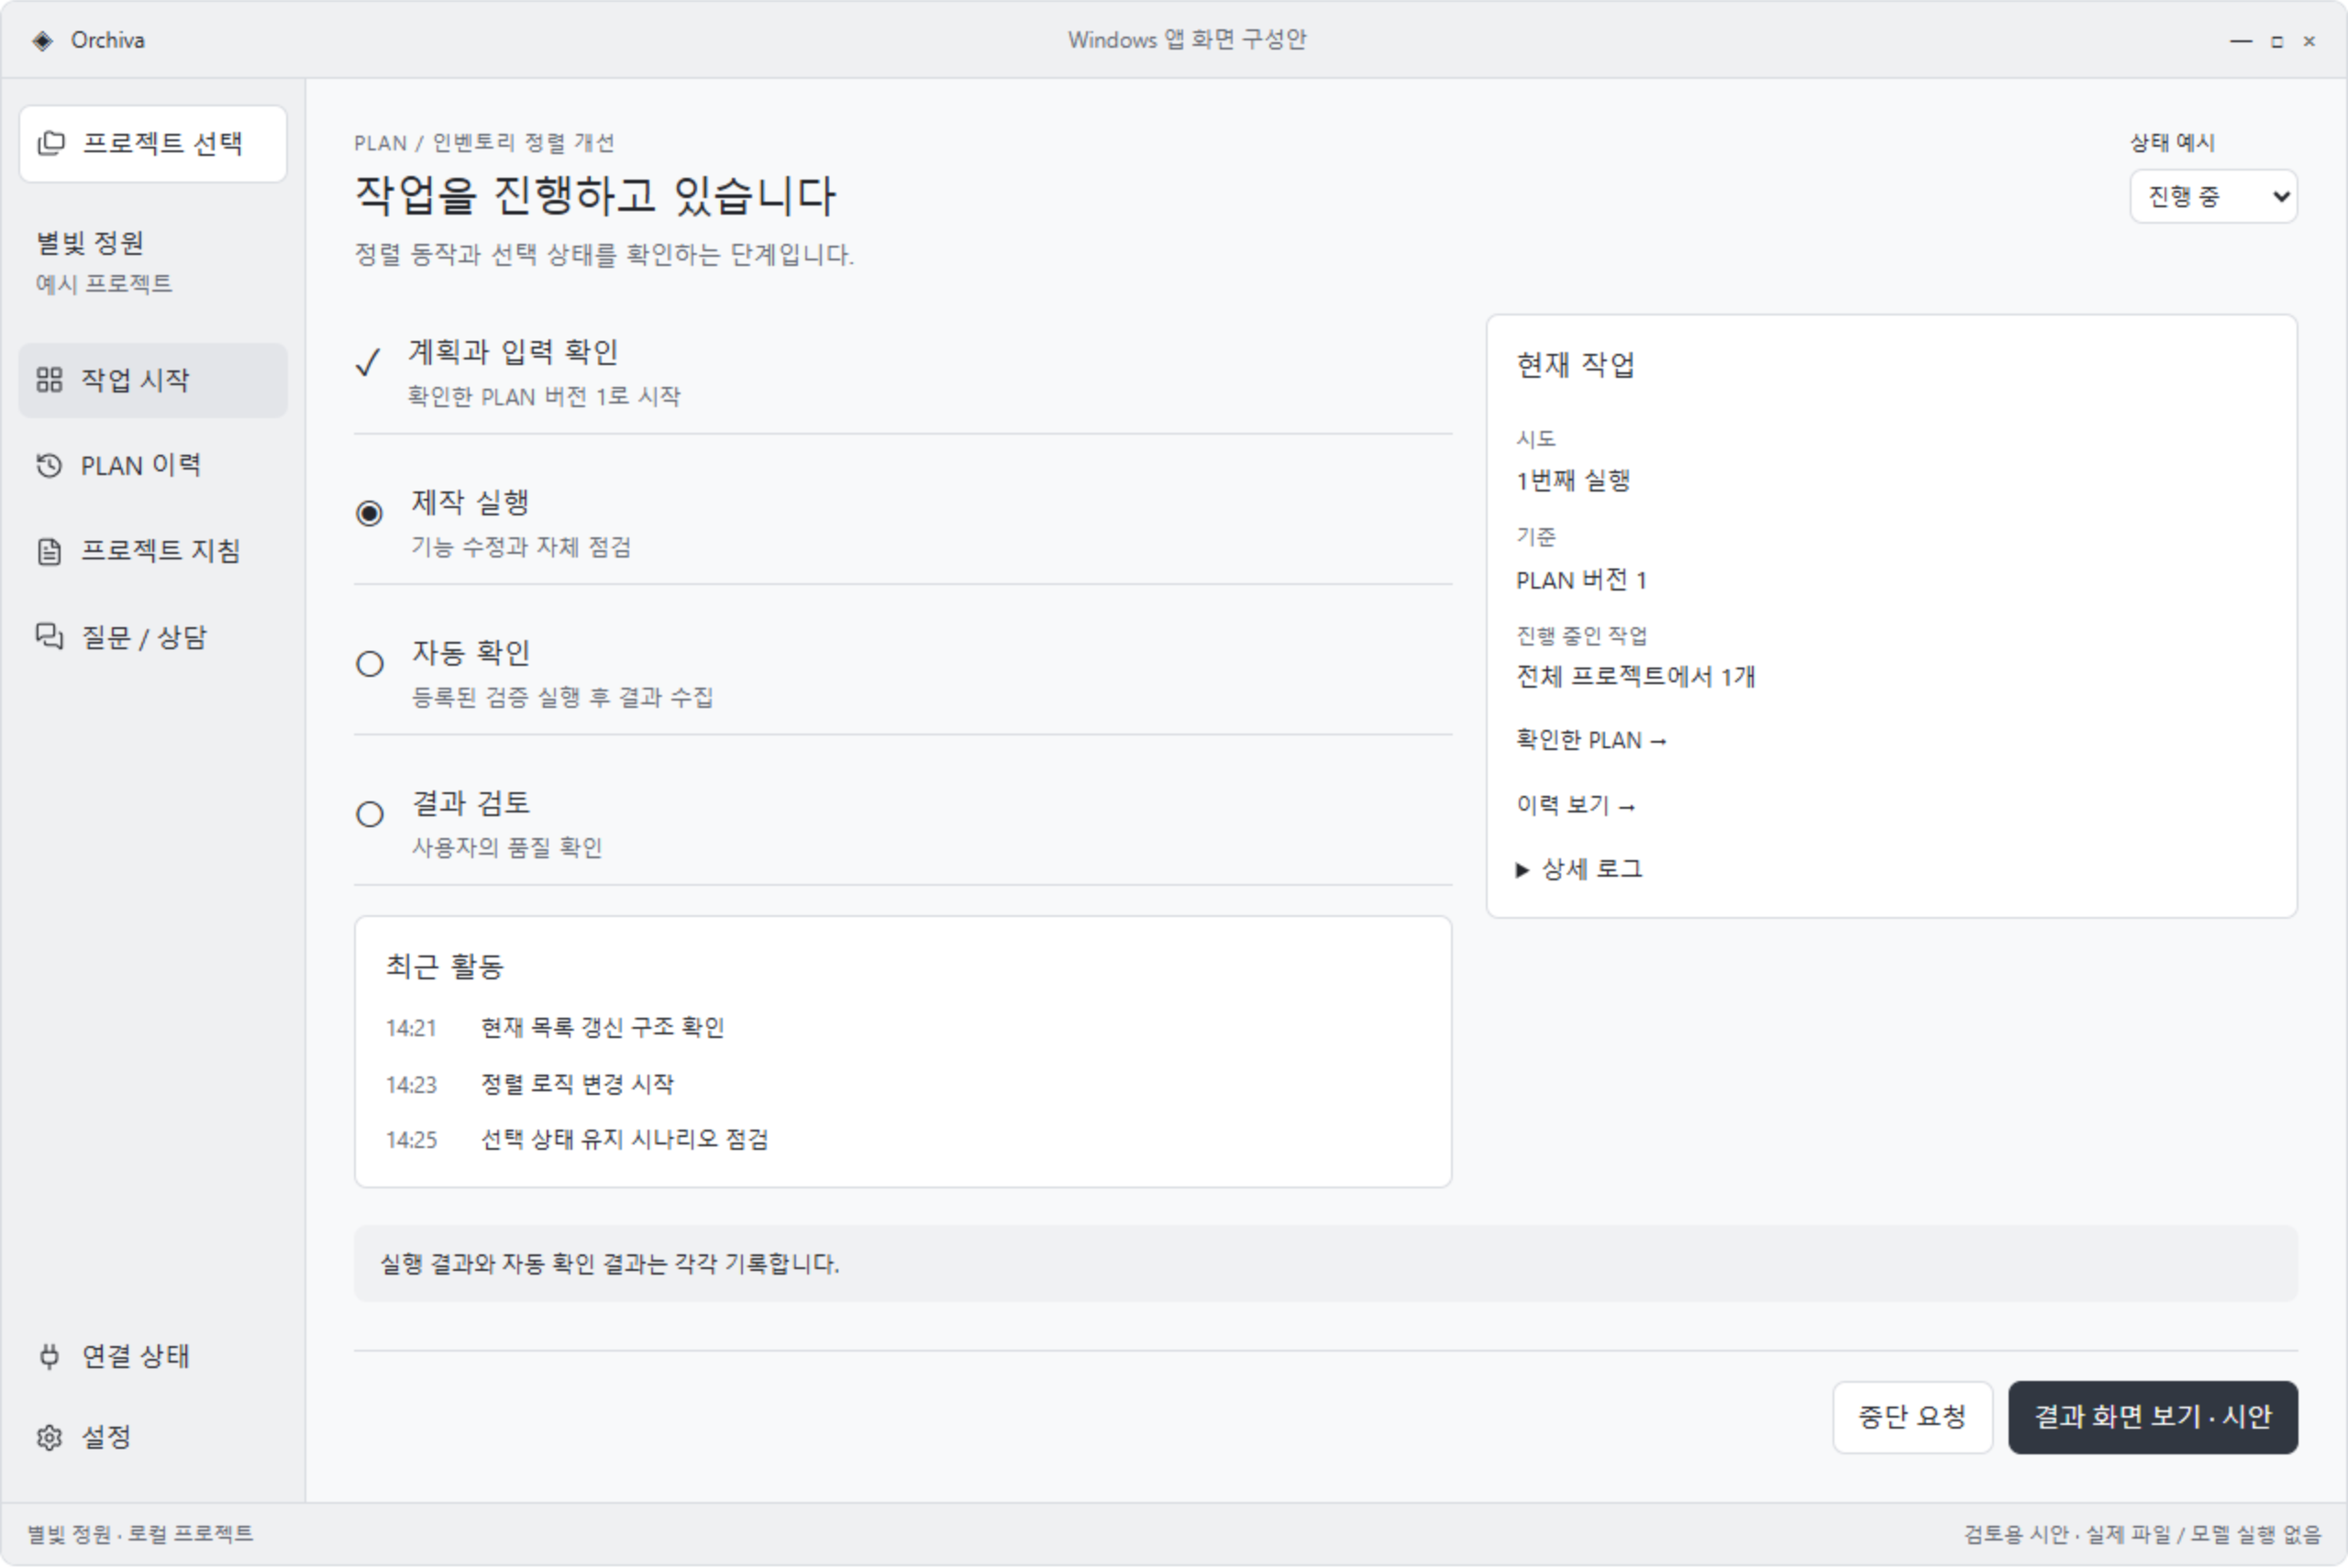 Orchiva
Windows 앱 화면 구성안
프로젝트 선택
별빛 정원
예시 프로젝트
작업 시작
PLAN 이력
프로젝트 지침
질문 / 상담
연결 상태
설정
PLAN / 인벤토리 정렬 개선
작업을 진행하고 있습니다
정렬 동작과 선택 상태를 확인하는 단계입니다.
상태 예시
진행 중
계획과 입력 확인
확인한 PLAN 버전 1로 시작
제작 실행
기능 수정과 자체 점검
자동 확인
등록된 검증 실행 후 결과 수집
결과 검토
사용자의 품질 확인
현재 작업
시도
1번째 실행
기준
PLAN 버전 1
진행 중인 작업
전체 프로젝트에서 1개
확인한 PLAN →
이력 보기 →
▶ 상세 로그
최근 활동
14:21 현재 목록 갱신 구조 확인
14:23 정렬 로직 변경 시작
14:25 선택 상태 유지 시나리오 점검
실행 결과와 자동 확인 결과는 각각 기록합니다.
중단 요청
결과 화면 보기 · 시안
별빛 정원 · 로컬 프로젝트
검토용 시안 · 실제 파일 / 모델 실행 없음